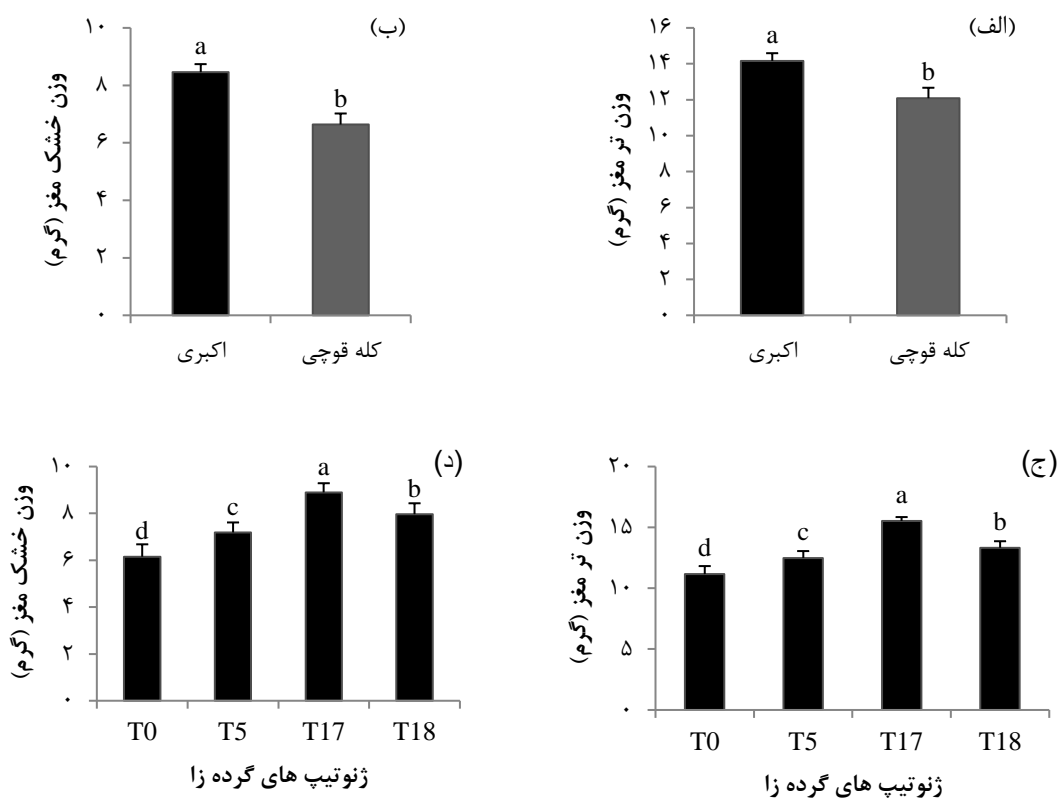 (الف)
وزن تر مغز (گرم)
۱۶
۱۴
۱۲
۱۰
۸
۶
۴
۲
۰
a
b
اکبری
کله قوچی
(ب)
وزن خشک مغز (گرم)
۱۰
۸
۶
۴
۲
۰
a
b
اکبری
کله قوچی
(ج)
وزن تر مغز (گرم)
۲۰
۱۵
۱۰
۵
۰
d
c
a
b
T0 T5 T17 T18
ژنوتیپ های گرده زا
(د)
وزن خشک مغز (گرم)
۱۰
۸
۶
۴
۲
۰
d
c
a
b
T0 T5 T17 T18
ژنوتیپ های گرده زا